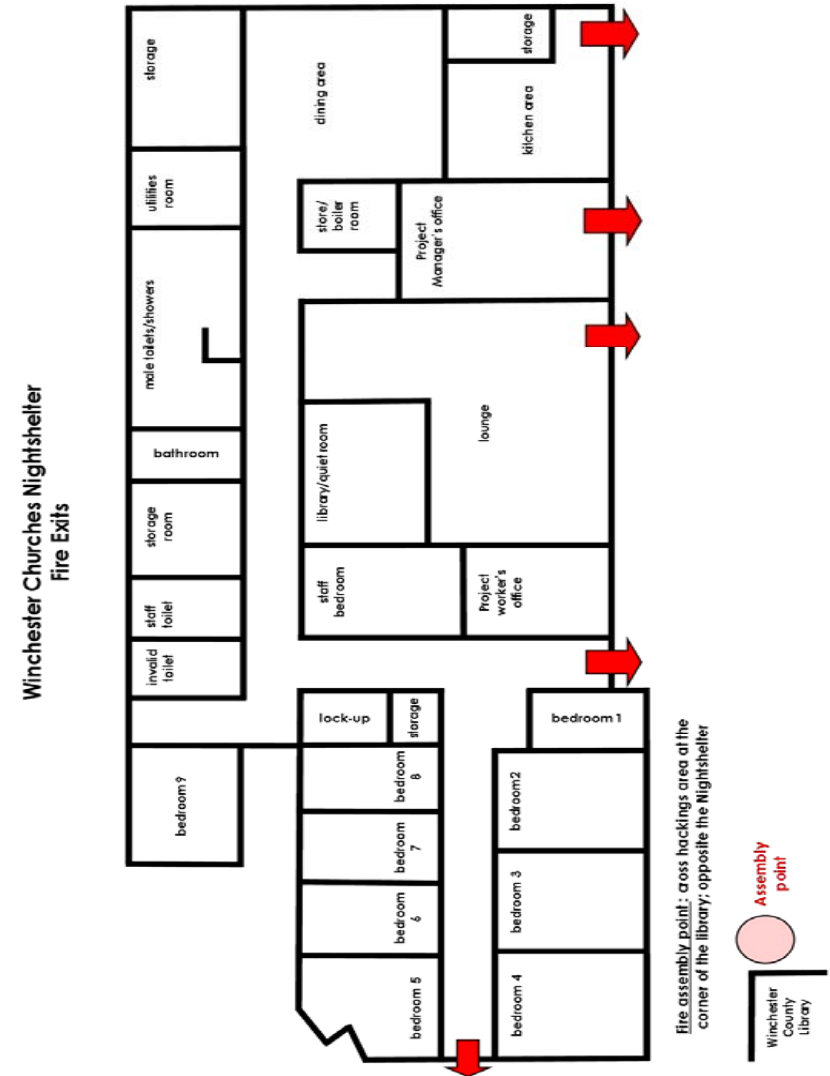 Winchester Churches Nightshelter
Fire Exits
bedroom 9
invalid
toilet
staff
toilet
storage
room
bathroom
male toilets/showers
utilities
room
storage
bedroom 5
bedroom
6
bedroom
7
bedroom
8
lock-up
storage
staff
bedroom
library/quiet room
store/
boiler
room
dining area
bedroom 4
bedroom 3
bedroom2
bedroom 1
Project
worker's
office
lounge
Project
Manager's office
kitchen area
storage
Fire assembly point : cross hackings area at the
corner of the library; opposite the Nightshelter
Winchester
County
Library
Assembly
point